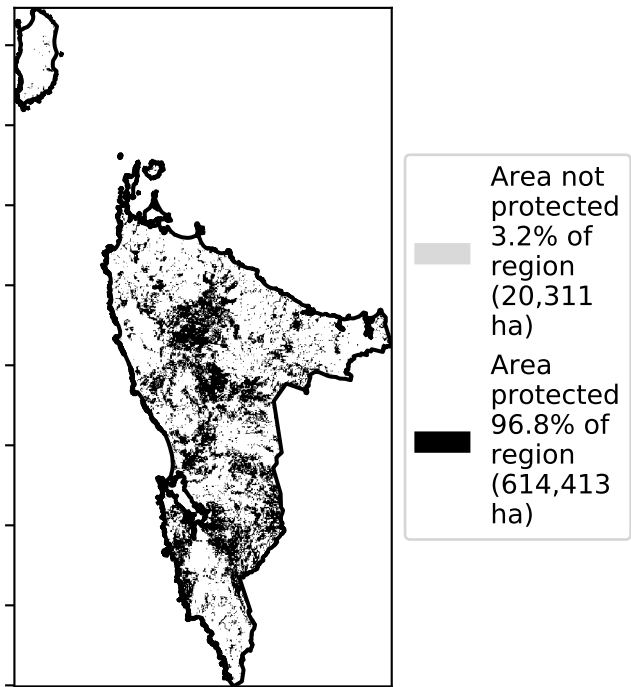 Area not
protected
3.2% of
region
(20,311
ha)
Area
protected
96.8% of
region
(614,413
ha)